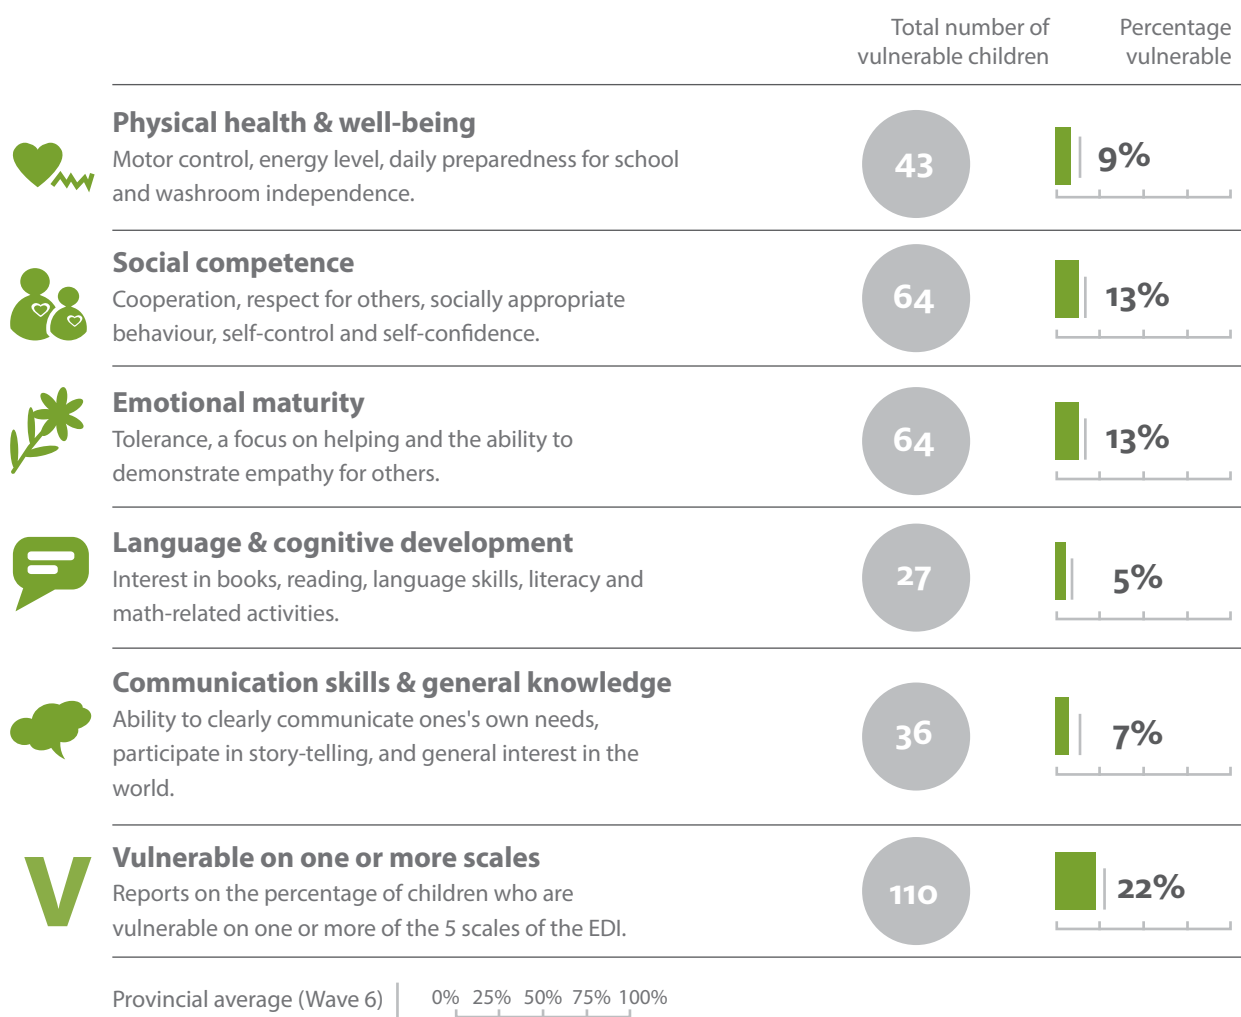 Total number of
vulnerable children
Percentage
vulnerable
Physical health & well-being
Motor control, energy level, daily preparedness for school
and washroom independence.
43
9%
Social competence
Cooperation, respect for others, socially appropriate
behaviour, self-control and self-confidence.
64
13%
Emotional maturity
Tolerance, a focus on helping and the ability to
demonstrate empathy for others.
64
13%
Language & cognitive development
Interest in books, reading, language skills, literacy and
math-related activities.
27
5%
Communication skills & general knowledge
Ability to clearly communicate ones's own needs,
participate in story-telling, and general interest in the
world.
36
7%
V
Vulnerable on one or more scales
Reports on the percentage of children who are
vulnerable on one or more of the 5 scales of the EDI.
110
22%
Provincial average (Wave 6)
0% 25% 50% 75% 100%